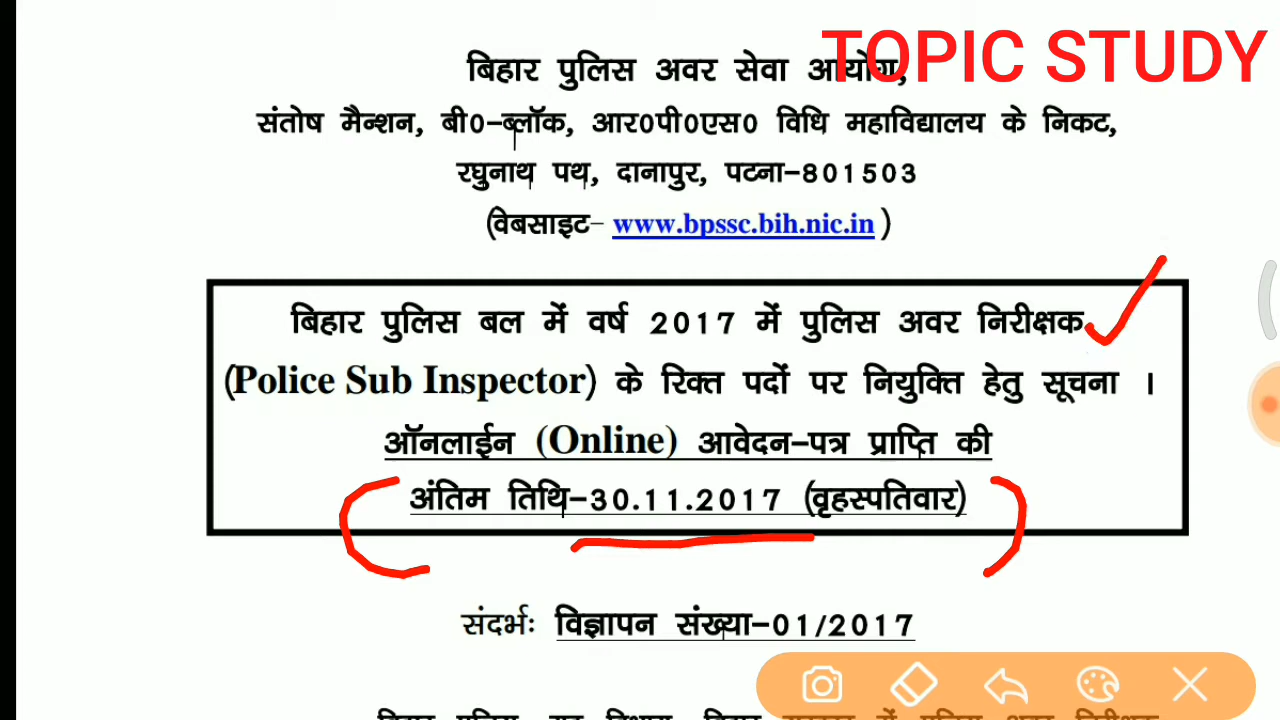 TOPIC STUDY
बिहार पुलिस अवर सेवा आयोग,
संतोष मैन्शन, बी0-ब्लॉक, आर0पी0एस0 विधि महाविद्यालय के निकट,
रघुनाथ पथ, दानापुर, पटना-801503
(वेबसाइट- www.bpssc.bih.nic.in )
बिहार पुलिस बल में वर्ष 2017 में पुलिस अवर निरीक्षक
(Police Sub Inspector) के रिक्त पदों पर नियुक्ति हेतु सूचना ।
ऑनलाईन (Online) आवेदन-पत्र प्राप्ति की
अंतिम तिथि-30.11.2017 (वृहस्पतिवार)
संदर्भः विज्ञापन संख्या-01/2017